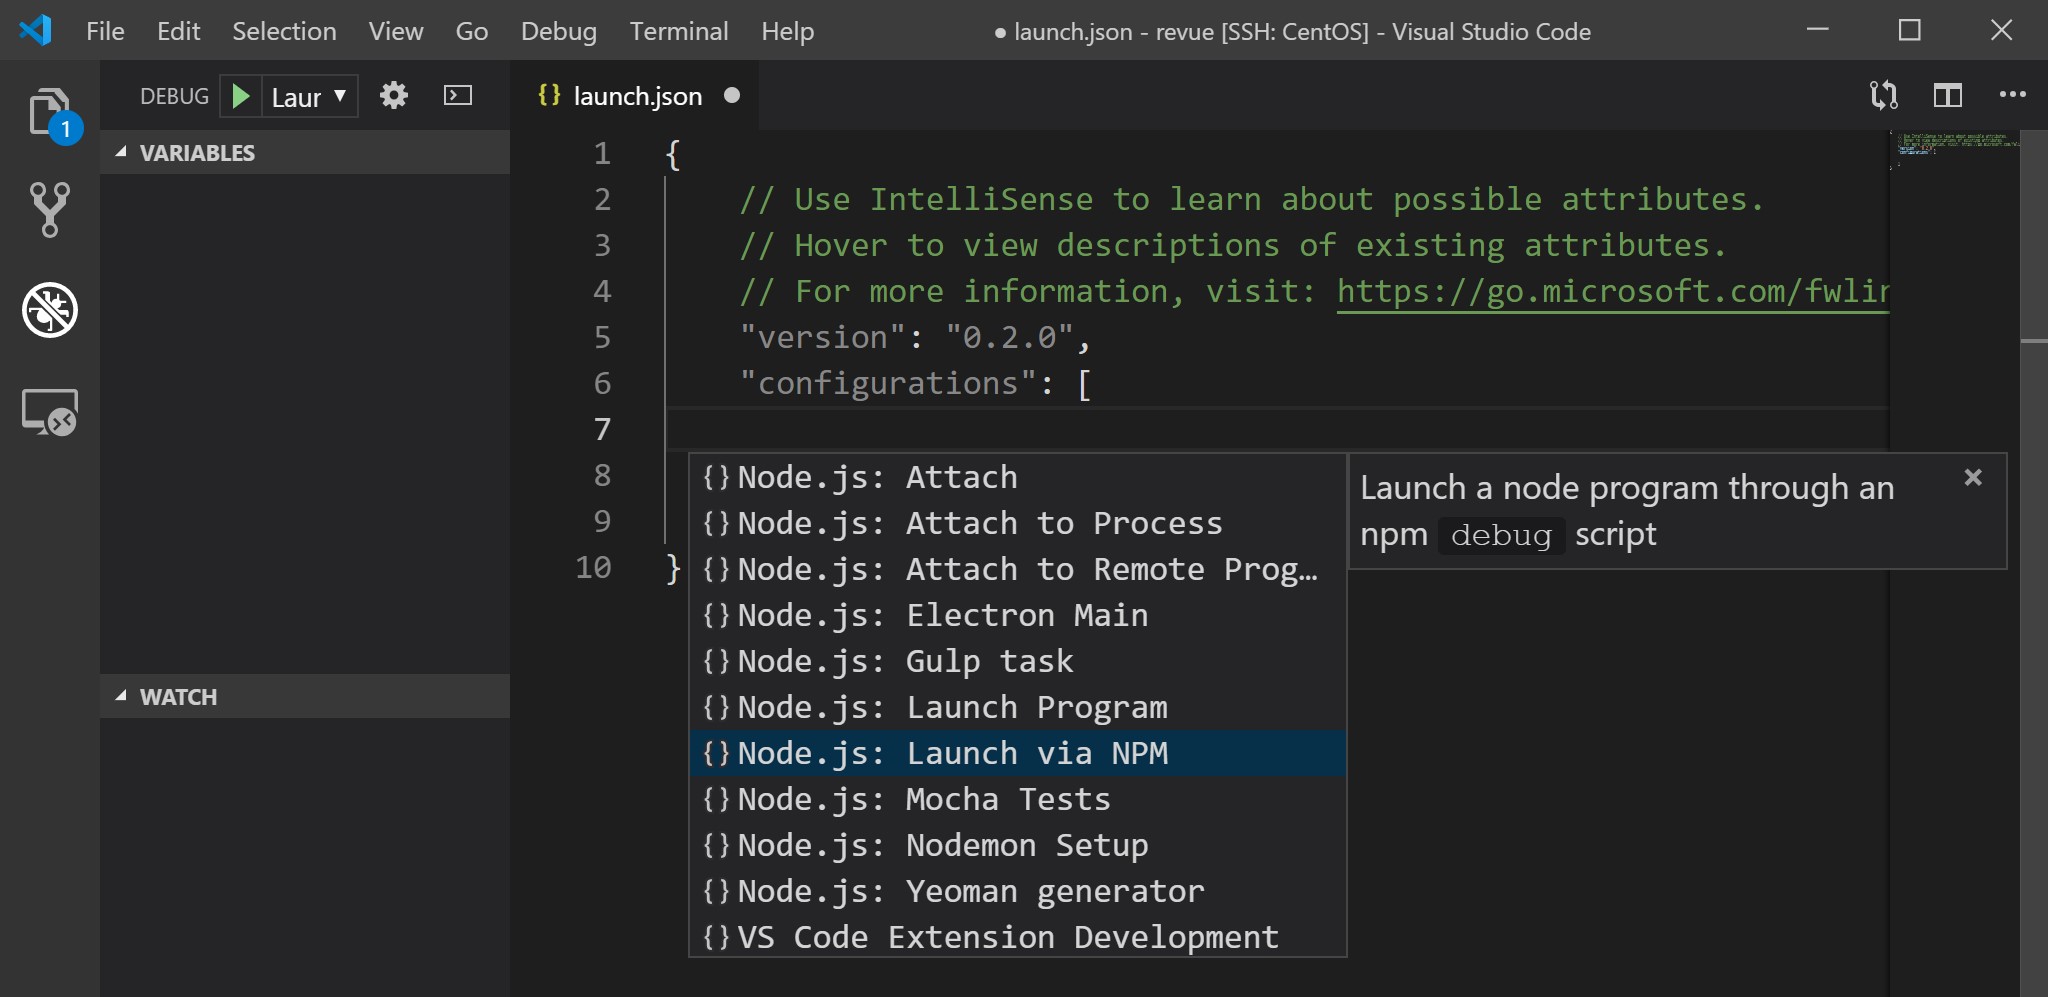 File Edit Selection View Go Debug Terminal Help ● launch.json - revue [SSH: CentOS] - Visual Studio Code
DEBUG Laur
{} launch.json ●
1
VARIABLES
WATCH
1 {
2 // Use IntelliSense to learn about possible attributes.
3 // Hover to view descriptions of existing attributes.
4 // For more information, visit: https://go.microsoft.com/fwlin
5 "version": "0.2.0",
6 "configurations": [
7
8
9
10 }
{} Node.js: Attach
{} Node.js: Attach to Process
{} Node.js: Attach to Remote Prog…
{} Node.js: Electron Main
{} Node.js: Gulp task
{} Node.js: Launch Program
{} Node.js: Launch via NPM
{} Node.js: Mocha Tests
{} Node.js: Nodemon Setup
{} Node.js: Yeoman generator
{} VS Code Extension Development
Launch a node program through an
npm debug script